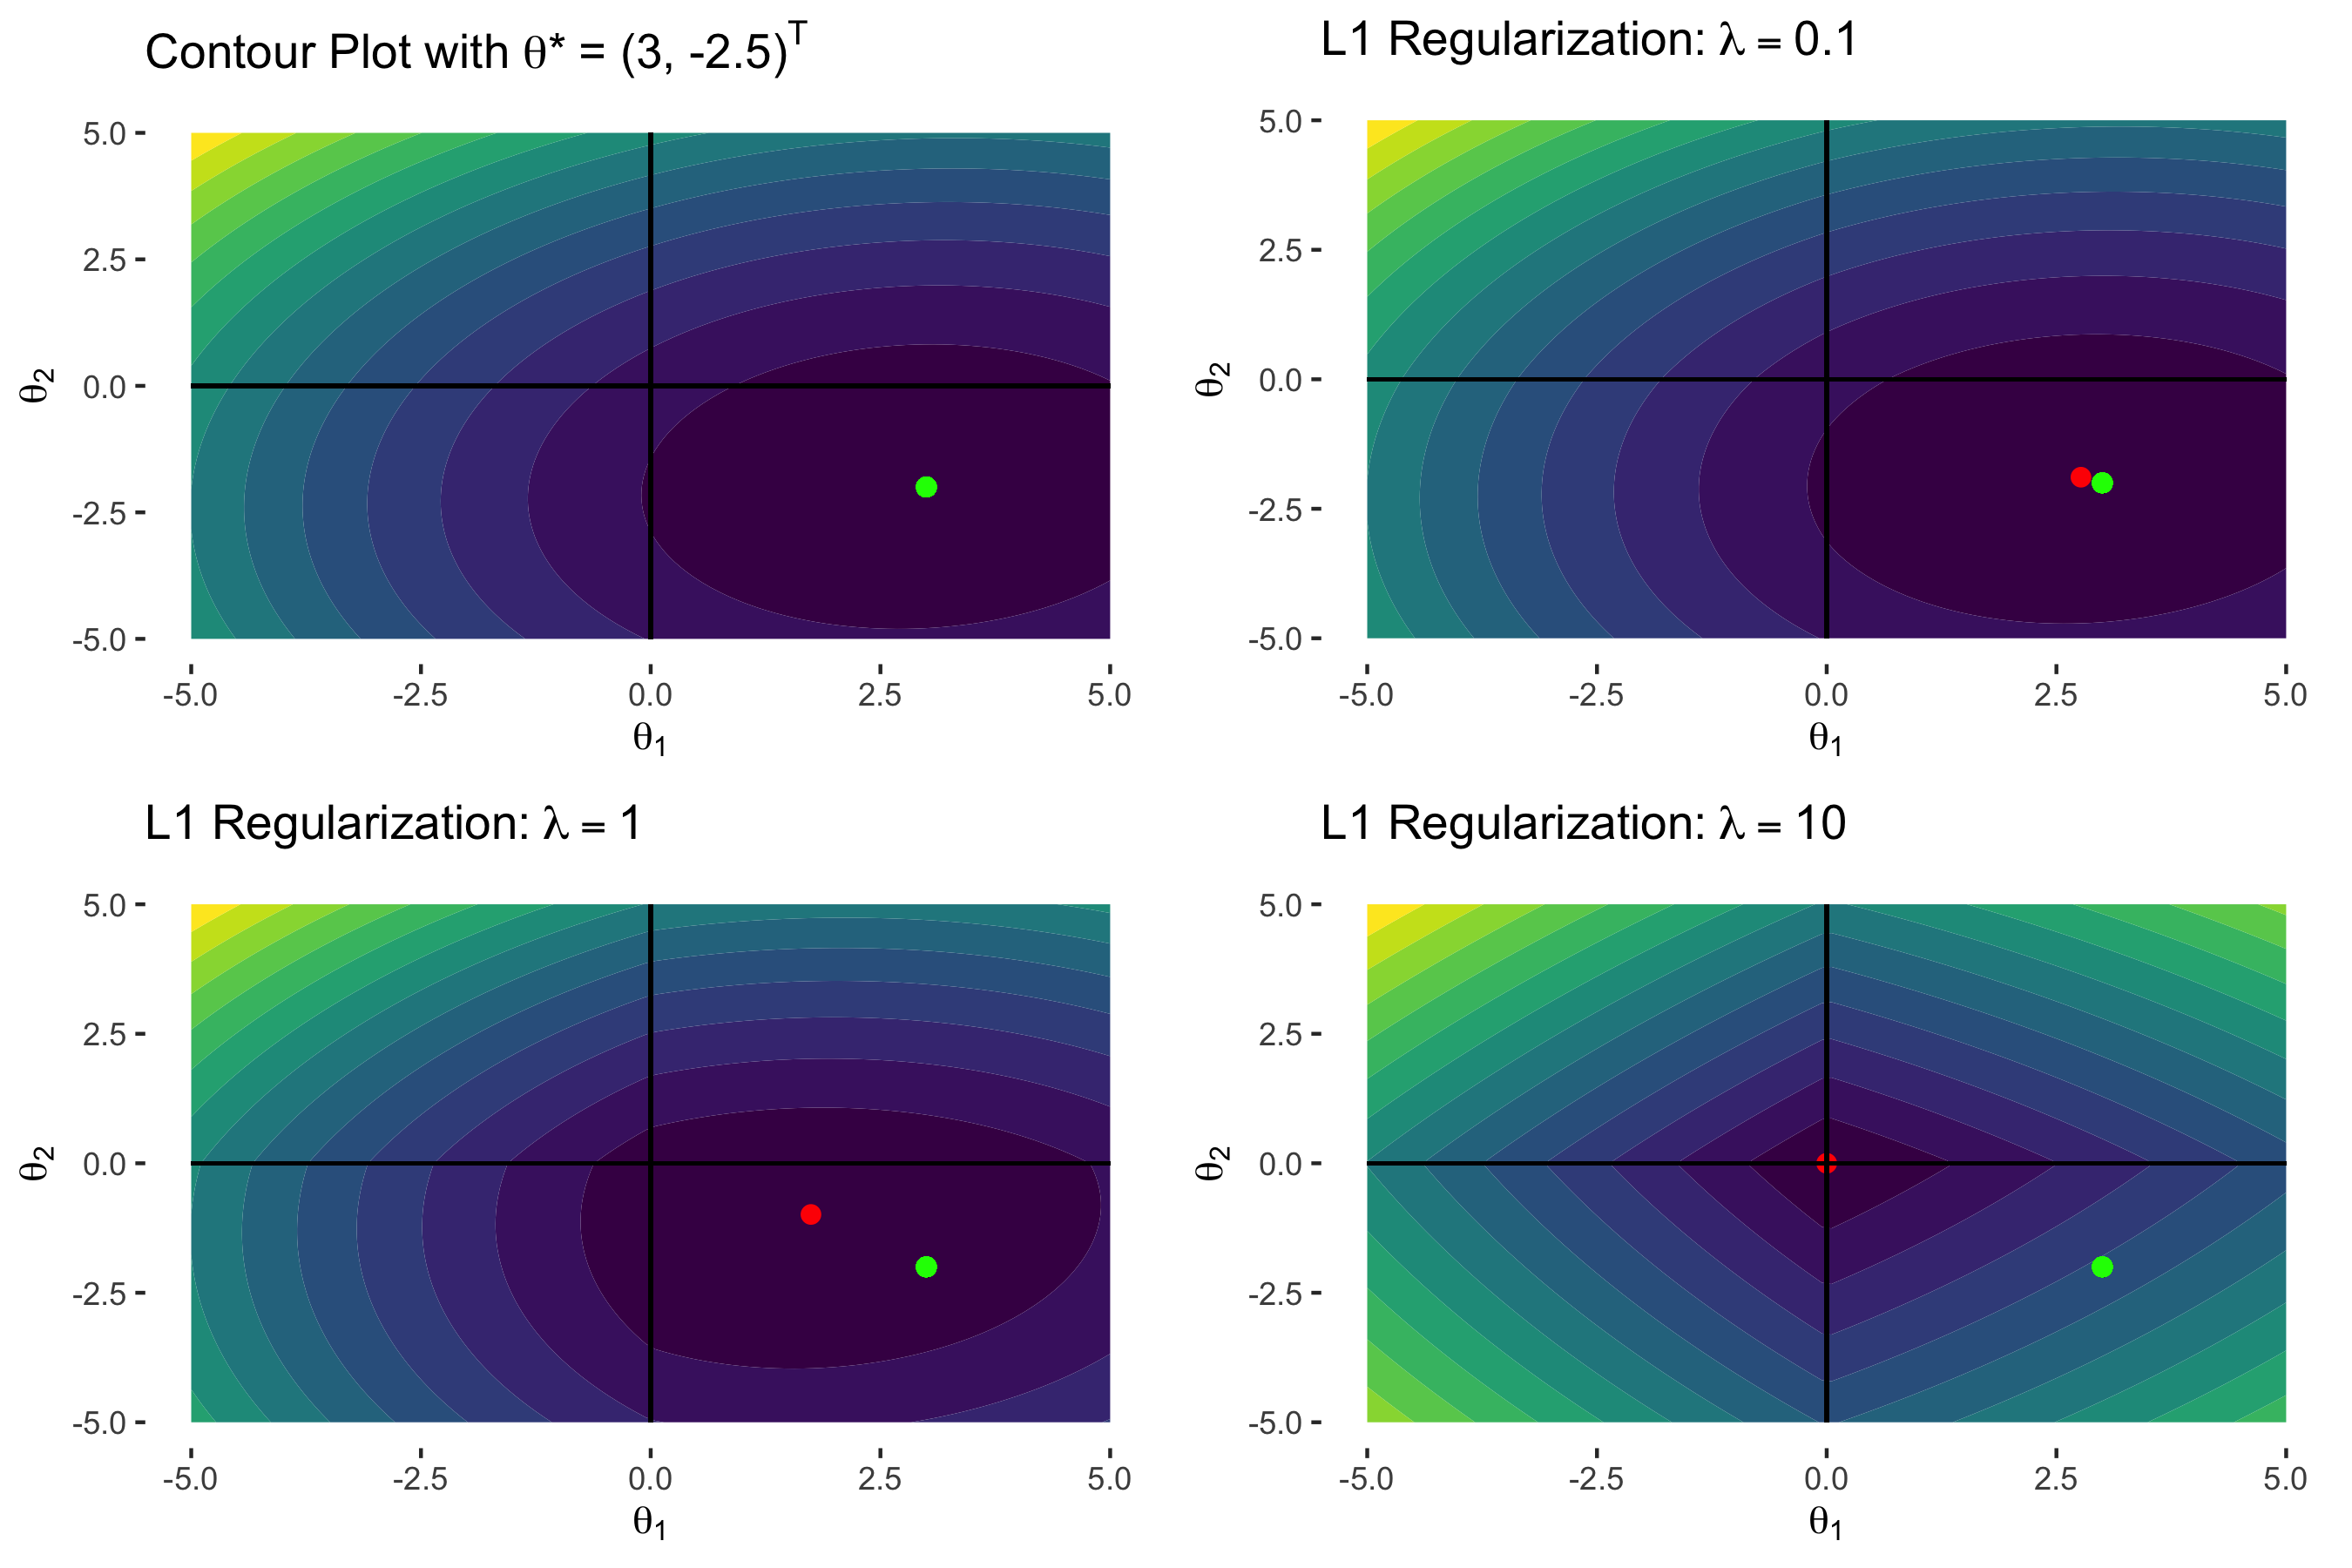 Contour Plot with θ* = (3, -2.5)ᵀ
5.0
2.5
0.0
-2.5
-5.0
θ₂
-5.0 -2.5 0.0 2.5 5.0
θ₁
L1 Regularization: λ = 0.1
5.0
2.5
0.0
-2.5
-5.0
θ₂
-5.0 -2.5 0.0 2.5 5.0
θ₁
L1 Regularization: λ = 1
5.0
2.5
0.0
-2.5
-5.0
θ₂
-5.0 -2.5 0.0 2.5 5.0
θ₁
L1 Regularization: λ = 10
5.0
2.5
0.0
-2.5
-5.0
θ₂
-5.0 -2.5 0.0 2.5 5.0
θ₁